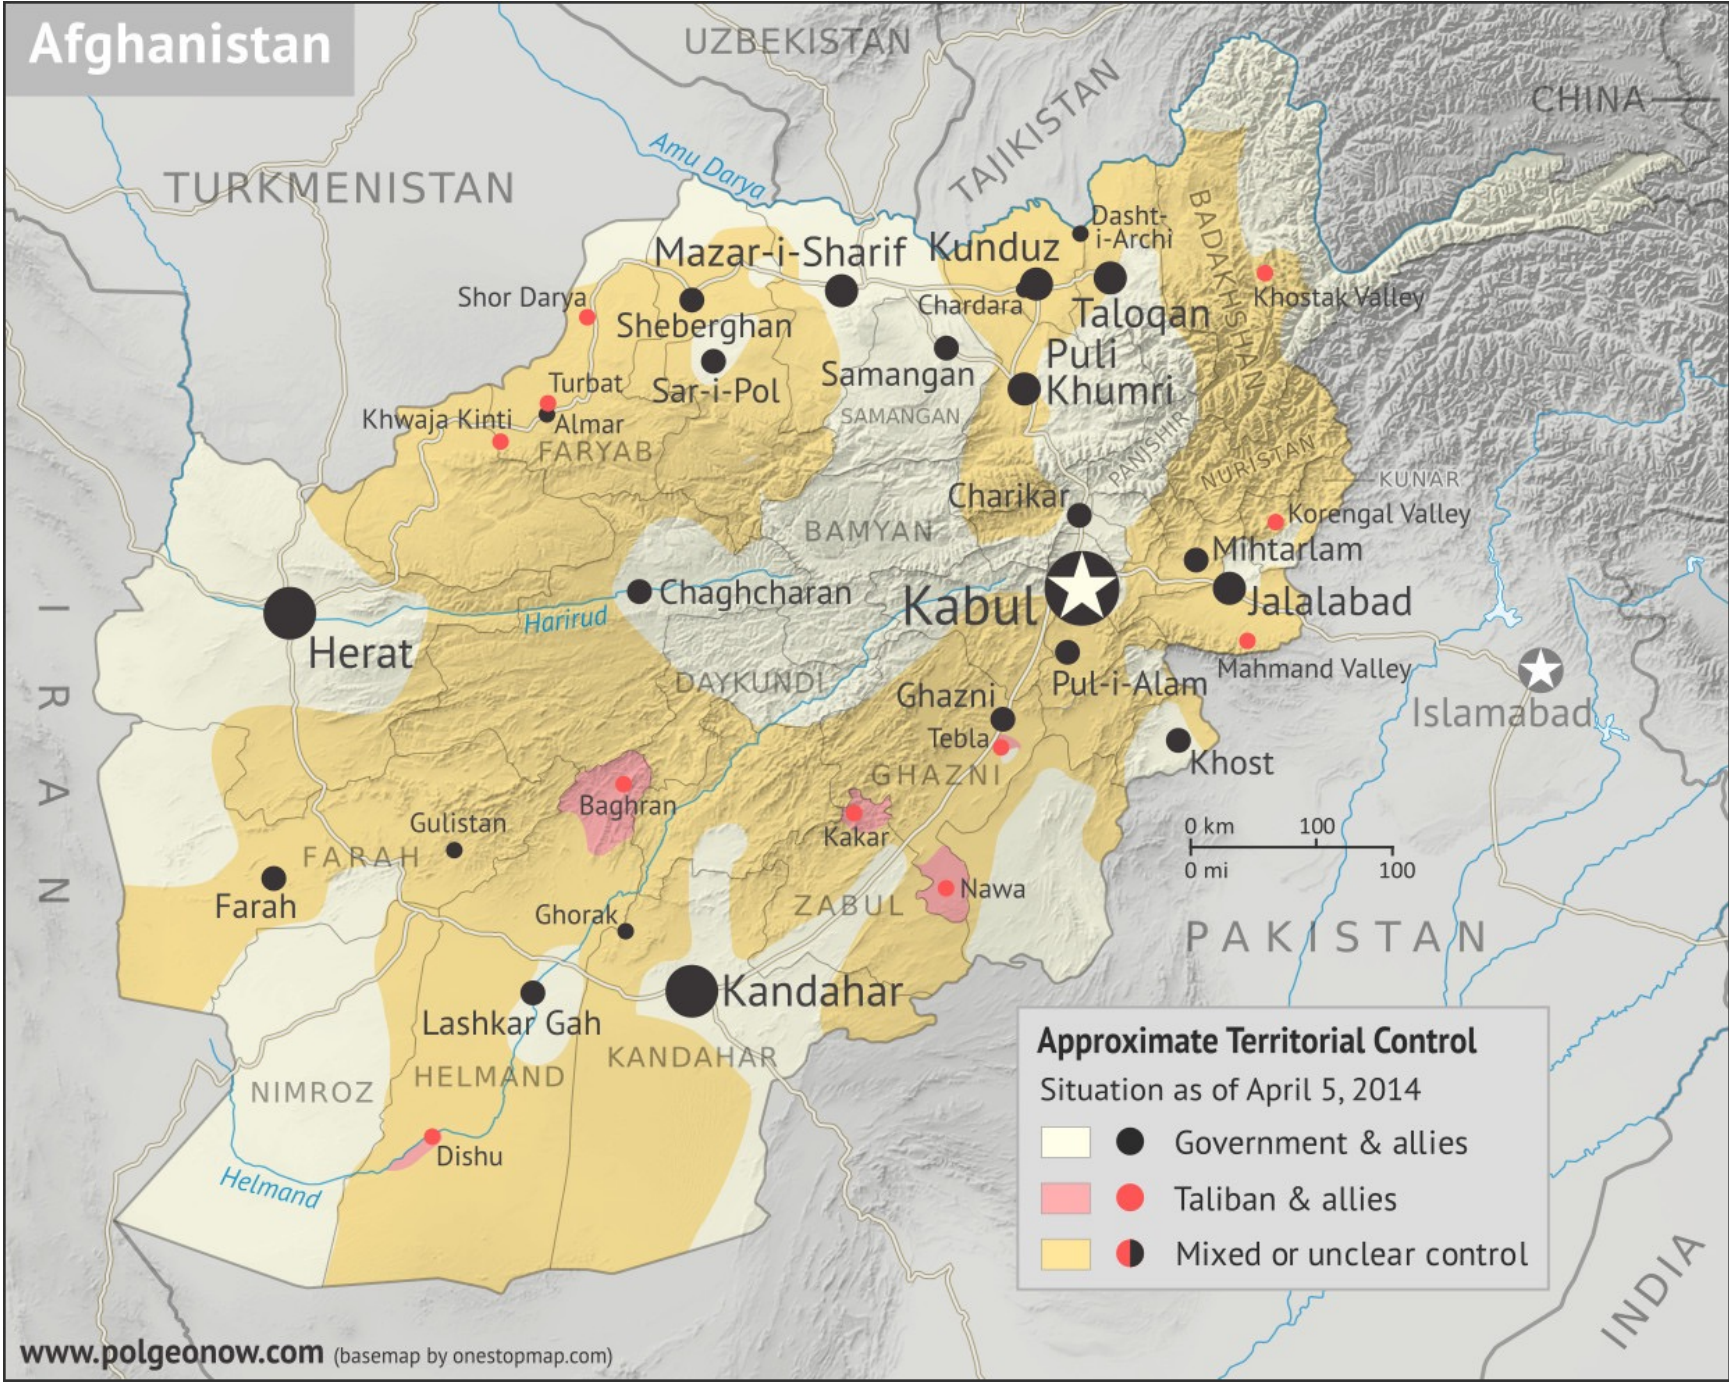 Afghanistan
UZBEKISTAN
CHINA
TAJIKISTAN
TURKMENISTAN
Amu Darya
BADAKHSHAN
Dasht-
i-Archi
Mazar-i-Sharif
Kunduz
Khostak Valley
Shor Darya
Chardara
Taloqan
Sheberghan
Puli
Khumri
Samangan
Sar-i-Pol
Turbat
SAMANGAN
Khwaja Kinti
Almar
FARYAB
PANJSHIR
NURISTAN
KUNAR
Charikar
Korengal Valley
BAMYAN
Mihtarlam
Chaghcharan
Kabul
Jalalabad
Harirud
Herat
IRAN
Mahmand Valley
DAYKUNDI
Pul-i-Alam
Ghazni
Islamabad
Tebla
Khost
GHAZNI
Baghran
Gulistan
Kakar
0 km 100
0 mi 100
FARAH
Farah
Nawa
ZABUL
Ghorak
PAKISTAN
Kandahar
Lashkar Gah
KANDAHAR
HELMAND
NIMROZ
Dishu
Helmand
Approximate Territorial Control
Situation as of April 5, 2014
Government & allies
Taliban & allies
Mixed or unclear control
INDIA
www.polgeonow.com (basemap by onestopmap.com)